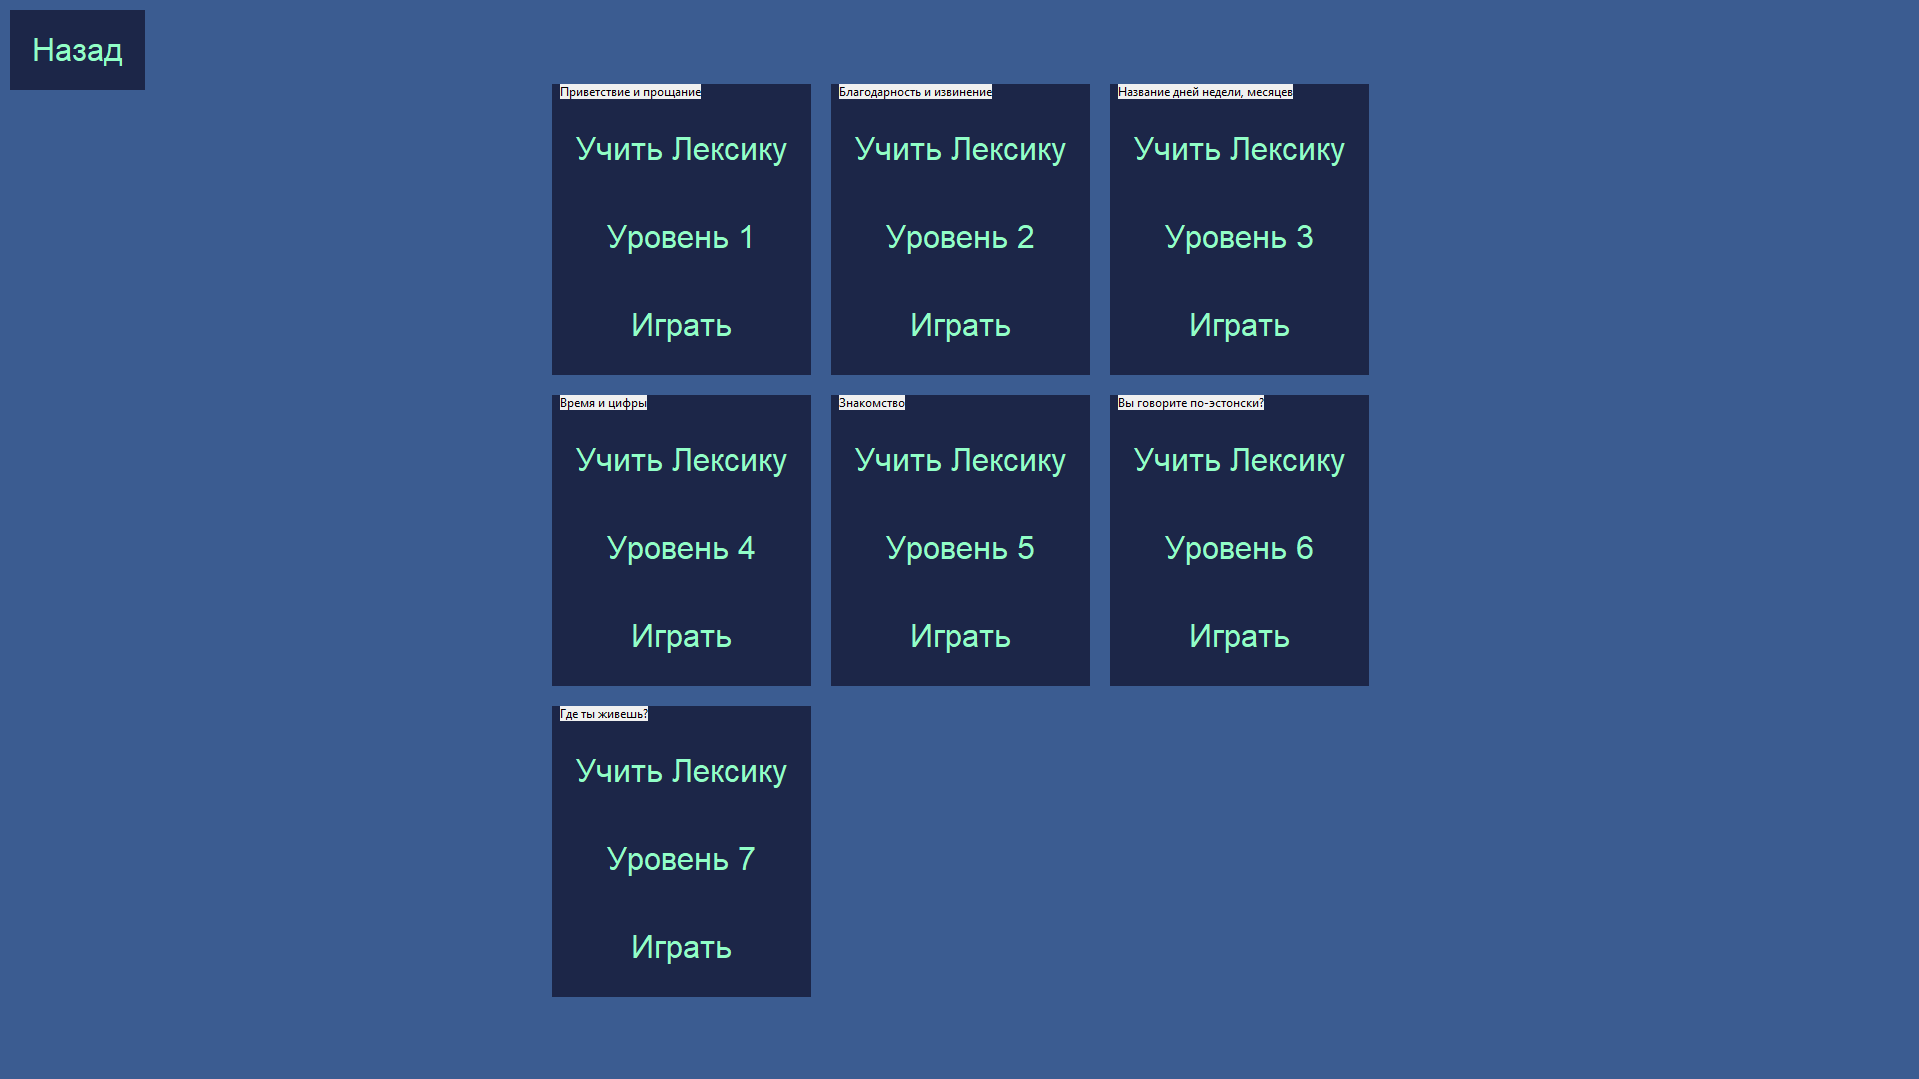 Назад
Приветствие и прощание
Учить Лексику
Уровень 1
Играть
Благодарность и извинение
Учить Лексику
Уровень 2
Играть
Название дней недели, месяцев
Учить Лексику
Уровень 3
Играть
Время и цифры
Учить Лексику
Уровень 4
Играть
Знакомство
Учить Лексику
Уровень 5
Играть
Вы говорите по-эстонски?
Учить Лексику
Уровень 6
Играть
Где ты живешь?
Учить Лексику
Уровень 7
Играть